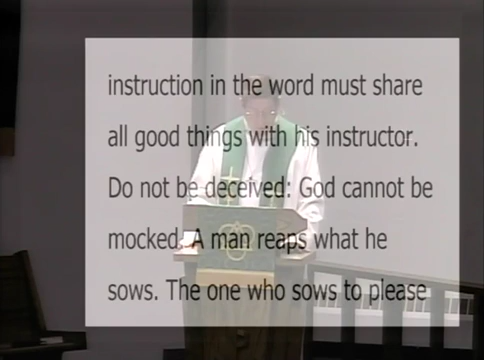 instruction in the word must share
all good things with his instructor.
Do not be deceived: God cannot be
mocked. A man reaps what he
sows. The one who sows to please